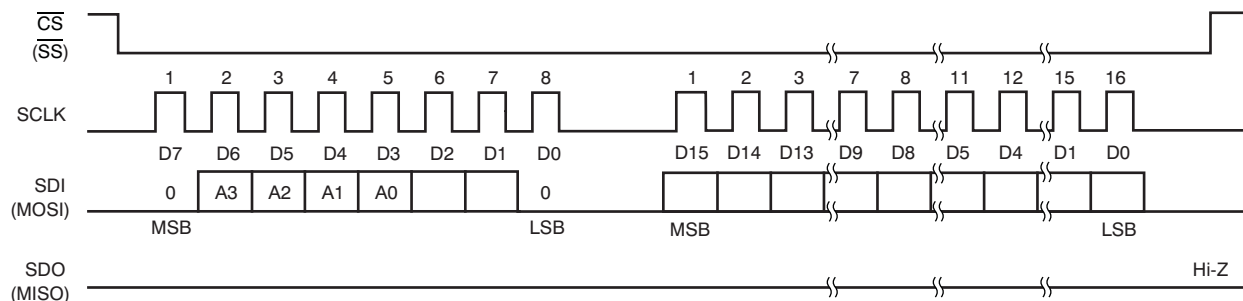 CS
(SS)
1 2 3 4 5 6 7 8 1 2 3 7 8 11 12 15 16
SCLK
D7 D6 D5 D4 D3 D2 D1 D0 D15 D14 D13 D9 D8 D5 D4 D1 D0
SDI
(MOSI)
0 A3 A2 A1 A0 0
MSB LSB MSB LSB
SDO
(MISO)
Hi-Z